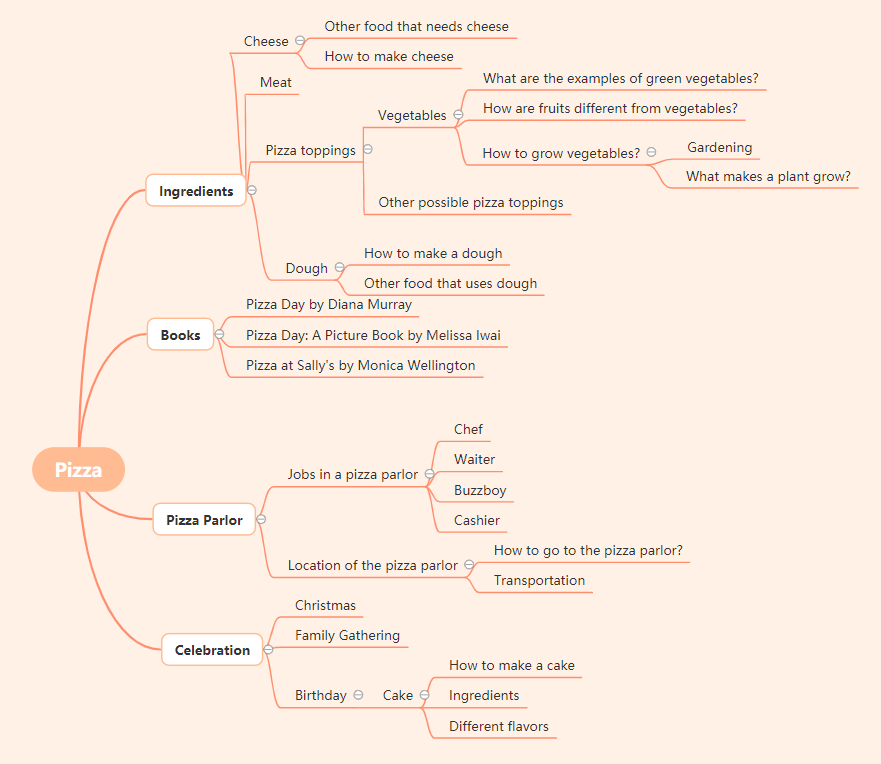 Pizza
Ingredients
Cheese
Other food that needs cheese
How to make cheese
Meat
Pizza toppings
Vegetables
What are the examples of green vegetables?
How are fruits different from vegetables?
How to grow vegetables?
Gardening
What makes a plant grow?
Other possible pizza toppings
Dough
How to make a dough
Other food that uses dough
Books
Pizza Day by Diana Murray
Pizza Day: A Picture Book by Melissa Iwai
Pizza at Sally's by Monica Wellington
Pizza Parlor
Jobs in a pizza parlor
Chef
Waiter
Buzzboy
Cashier
Location of the pizza parlor
How to go to the pizza parlor?
Transportation
Celebration
Christmas
Family Gathering
Birthday
Cake
How to make a cake
Ingredients
Different flavors